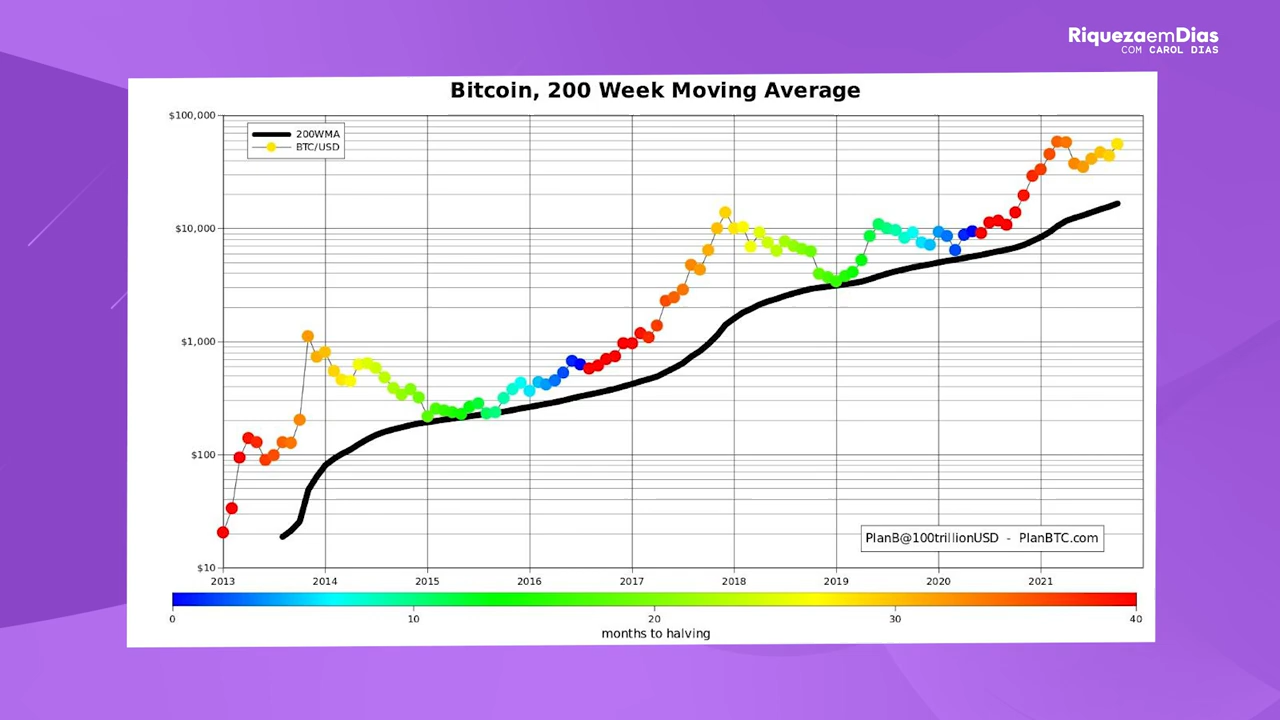 RiquezaemDias
COM CAROL DIAS
Bitcoin, 200 Week Moving Average
$100,000
200WMA
BTC/USD
$10,000
$1,000
$100
PlanB@100trillionUSD - PlanBTC.com
$10
2013 2014 2015 2016 2017 2018 2019 2020 2021
0 10 20 30 40
months to halving